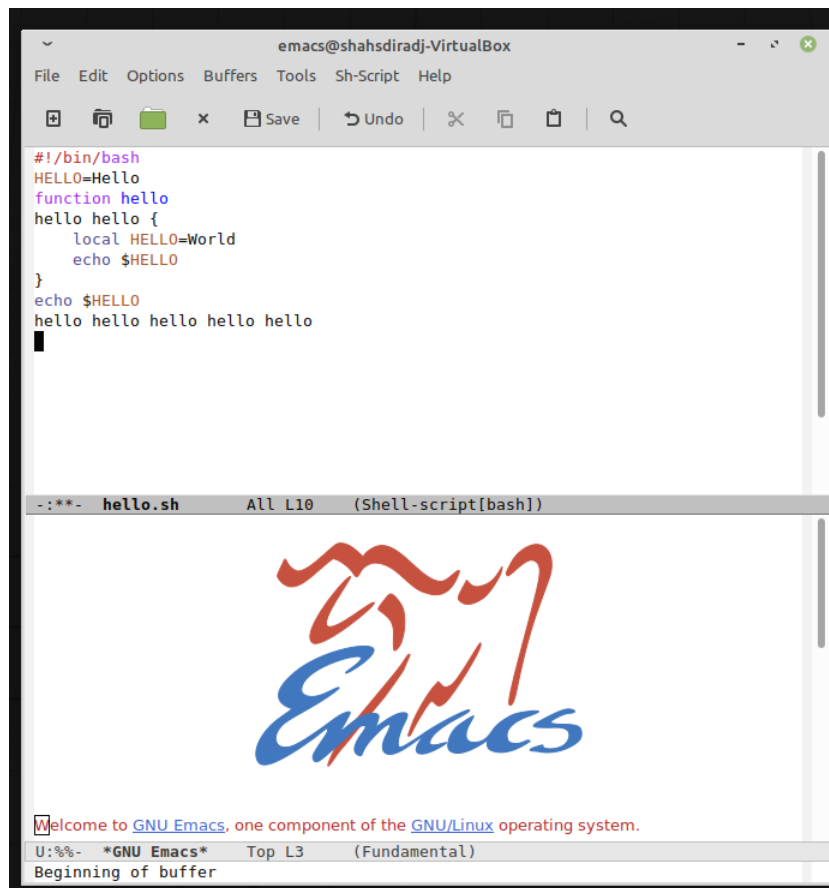 emacs@shahsdiradj-VirtualBox
File Edit Options Buffers Tools Sh-Script Help
Save Undo
#!/bin/bash
HELLO=Hello
function hello
hello hello {
    local HELLO=World
    echo $HELLO
}
echo $HELLO
hello hello hello hello hello
-:**- hello.sh All L10 (Shell-script[bash])
Emacs
Welcome to GNU Emacs, one component of the GNU/Linux operating system.
U:%%- *GNU Emacs* Top L3 (Fundamental)
Beginning of buffer